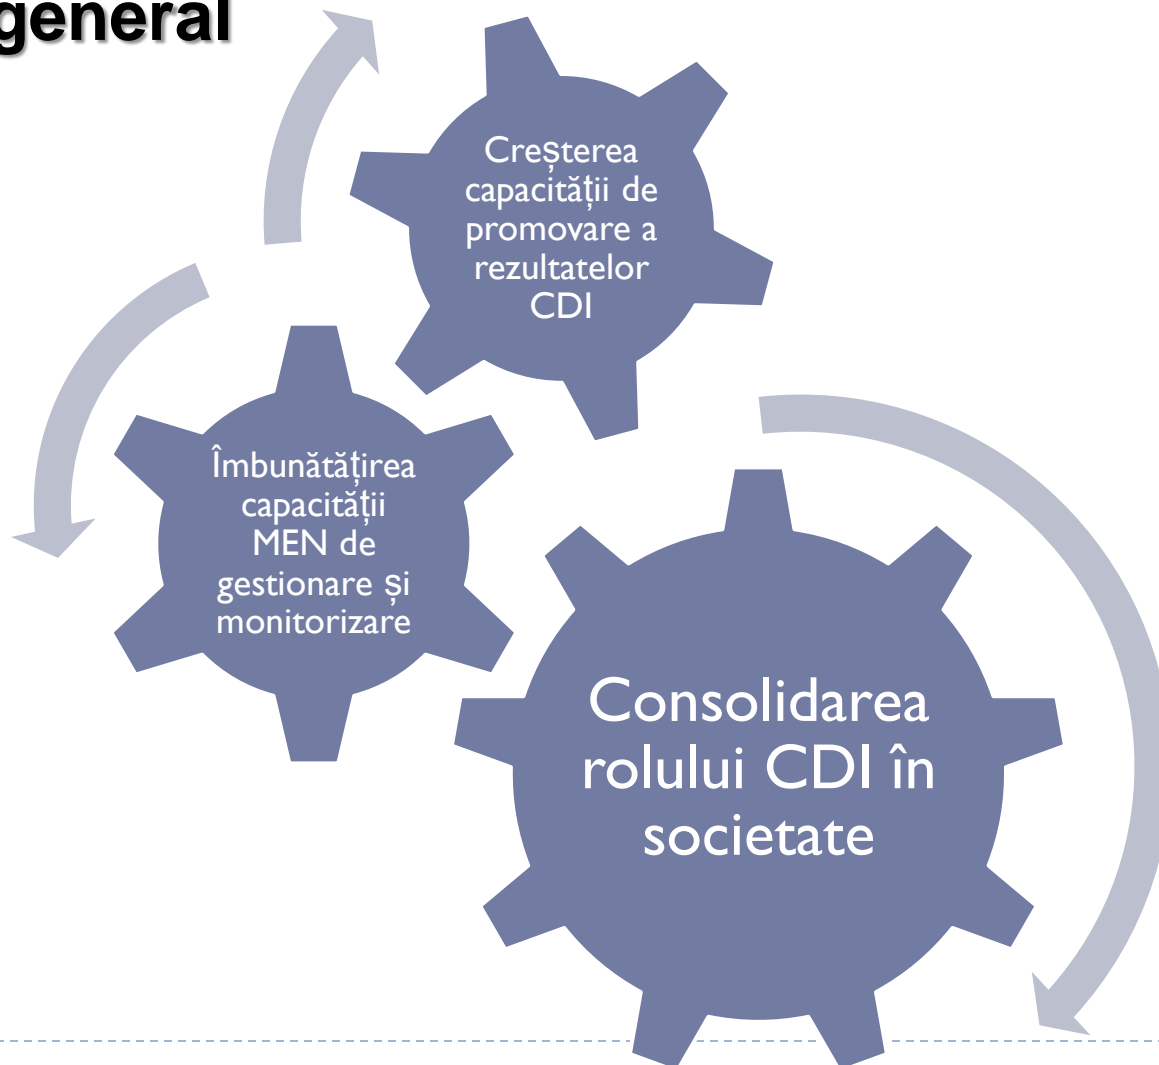 general
Creșterea
capacității de
promovare a
rezultatelor
CDI
Îmbunătățirea
capacității
MEN de
gestionare și
monitorizare
Consolidarea
rolului CDI în
societate